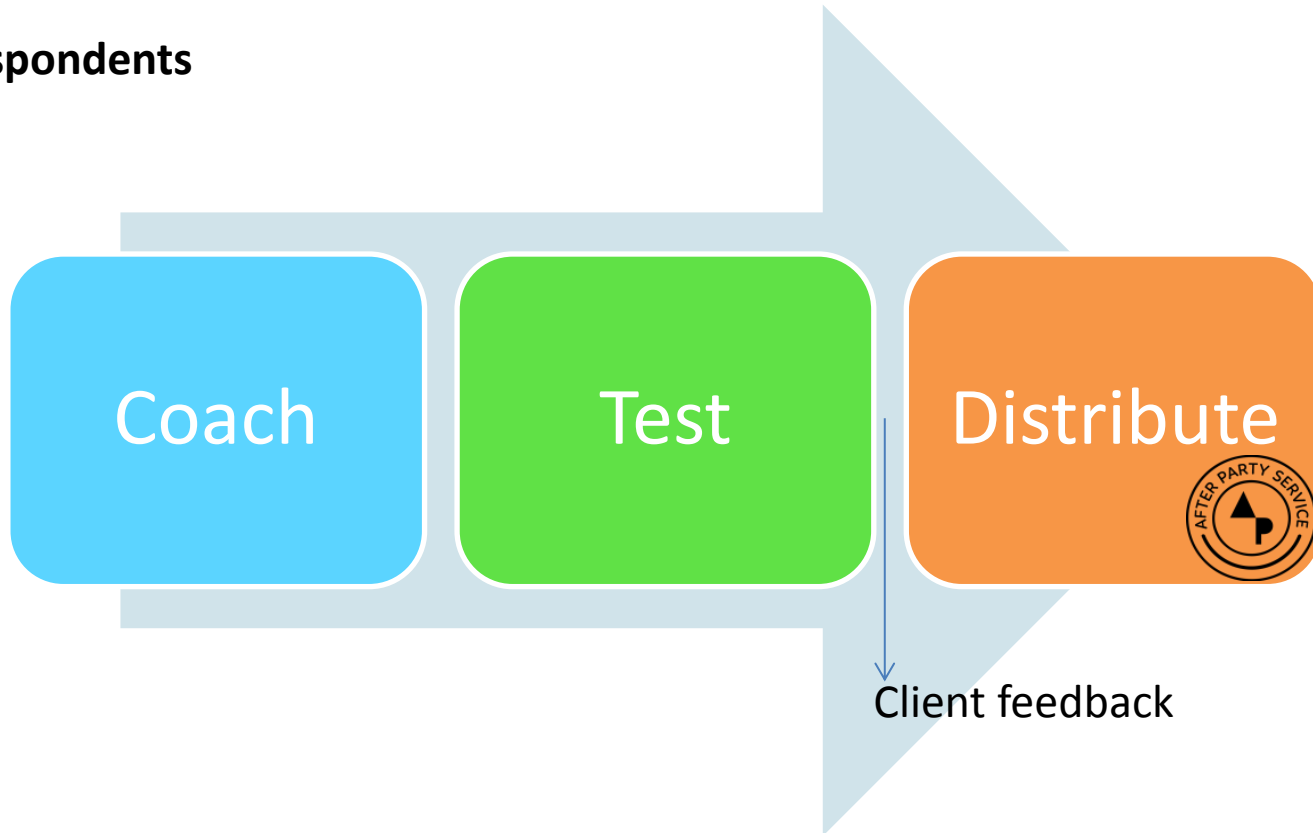 spondents
Coach
Test
Distribute
AFTER PARTY SERVICE
AP
Client feedback